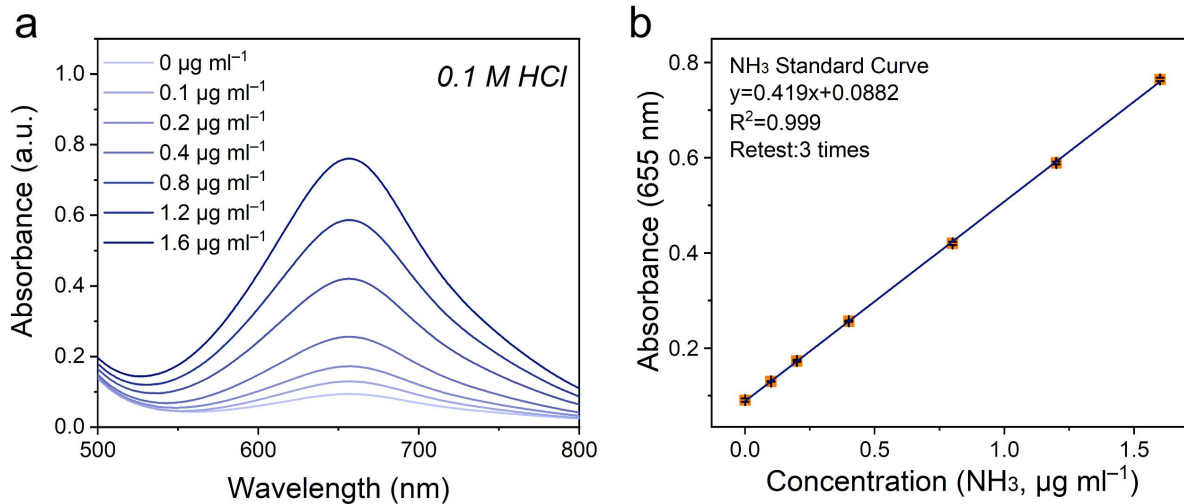 a
1.0
0.8
0.6
0.4
0.2
0.0
Absorbance (a.u.)
0 µg ml⁻¹
0.1 µg ml⁻¹
0.2 µg ml⁻¹
0.4 µg ml⁻¹
0.8 µg ml⁻¹
1.2 µg ml⁻¹
1.6 µg ml⁻¹
0.1 M HCl
500
600
700
800
Wavelength (nm)
b
0.8
0.6
0.4
0.2
Absorbance (655 nm)
NH₃ Standard Curve
y=0.419x+0.0882
R²=0.999
Retest:3 times
0.0
0.5
1.0
1.5
Concentration (NH₃, µg ml⁻¹)